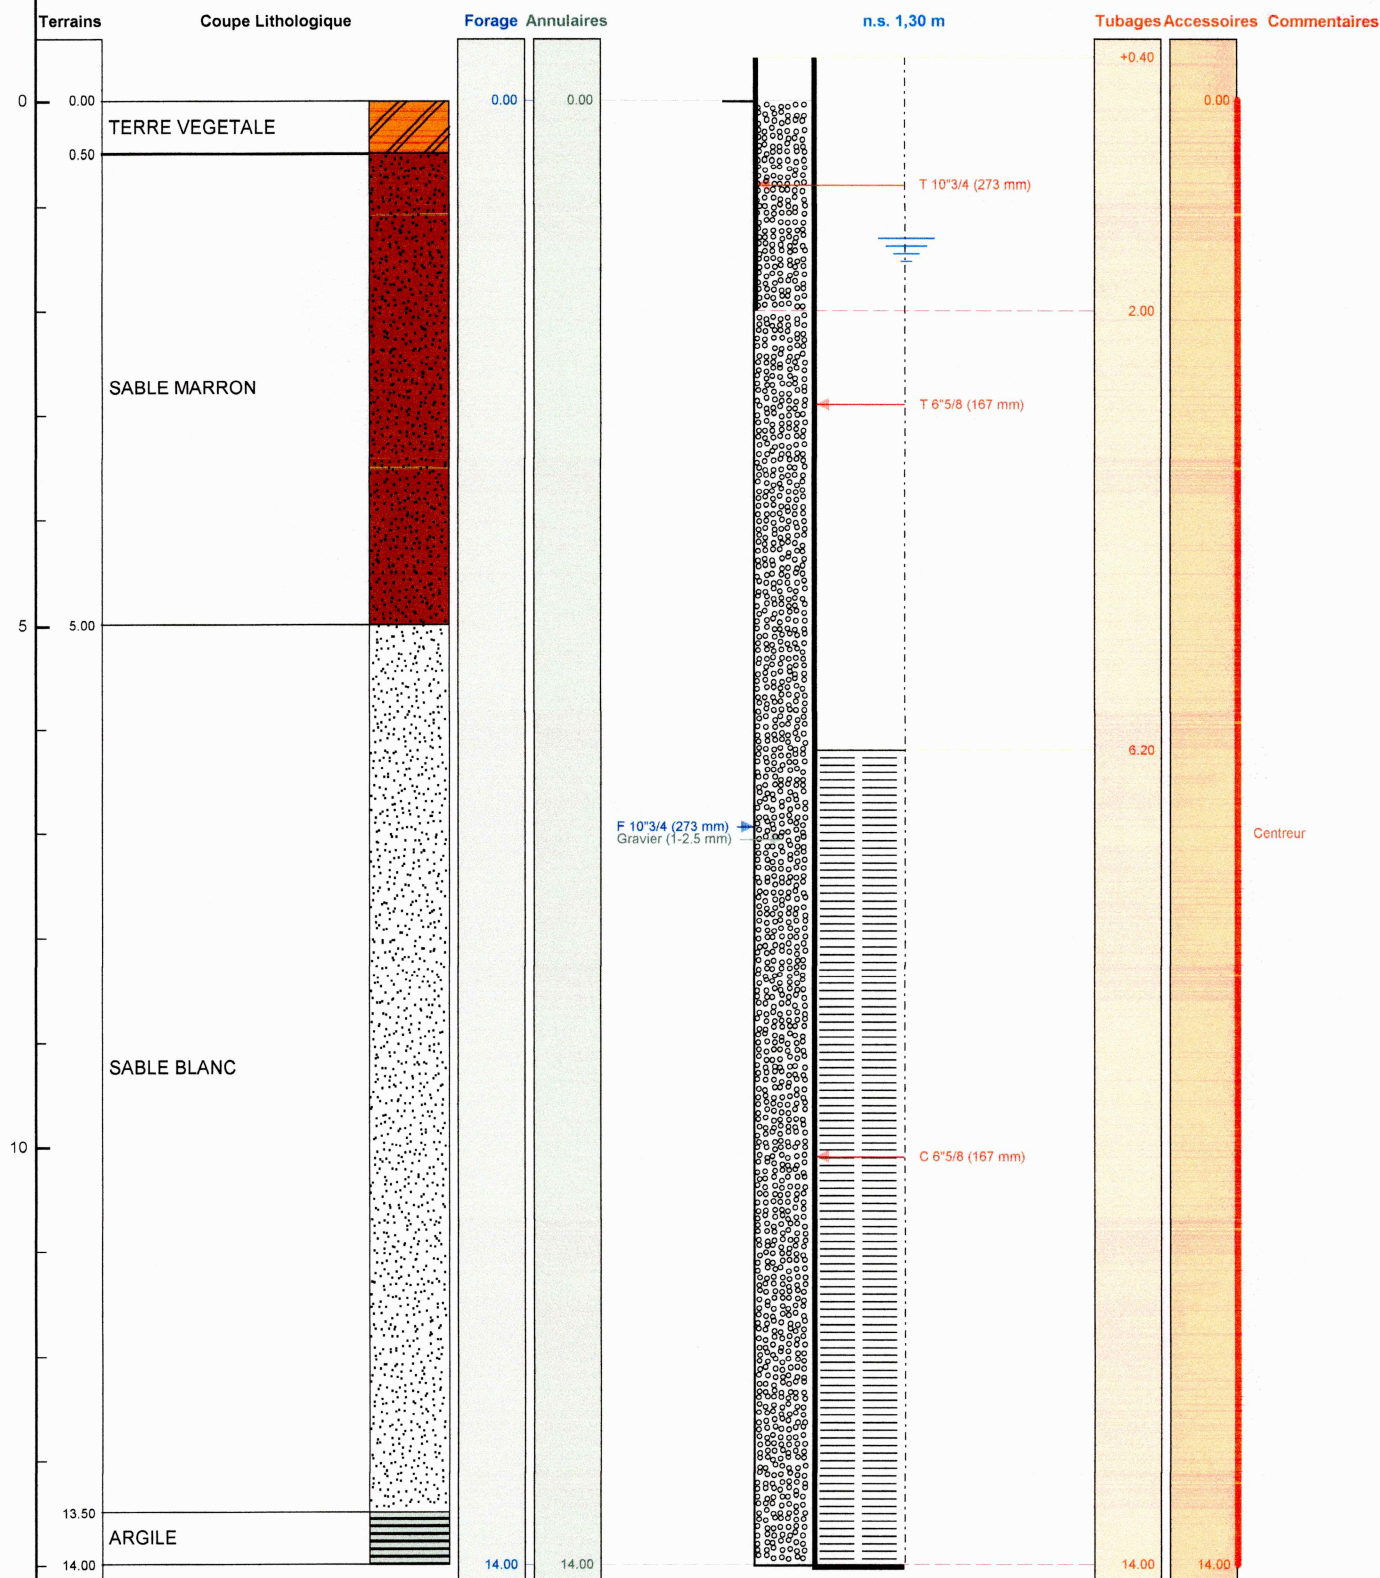 Terrains Coupe Lithologique Forage Annulaires n.s. 1,30 m Tubages Accessoires Commentaires
+0.40
0 0.00 0.00 0.00 0.00
TERRE VEGETALE
0.50
T 10"3/4 (273 mm)
2.00
SABLE MARRON
T 6"5/8 (167 mm)
5 5.00
6.20
F 10"3/4 (273 mm)
Gravier (1-2.5 mm)
Centreur
SABLE BLANC
10
C 6"5/8 (167 mm)
13.50
ARGILE
14.00 14.00 14.00 14.00 14.00